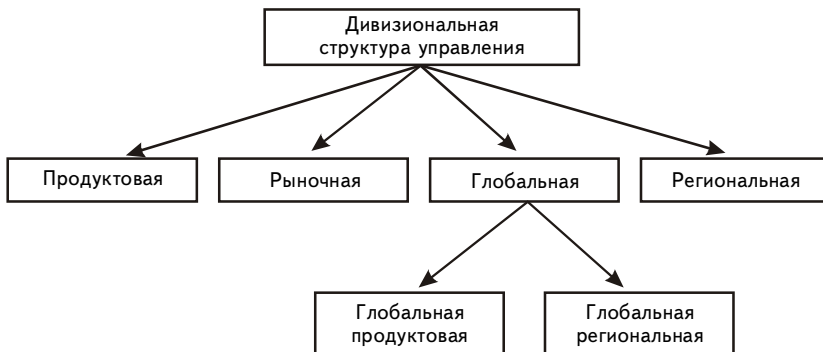 Дивизиональная
структура управления
Продуктовая
Рыночная
Глобальная
Региональная
Глобальная
продуктовая
Глобальная
региональная